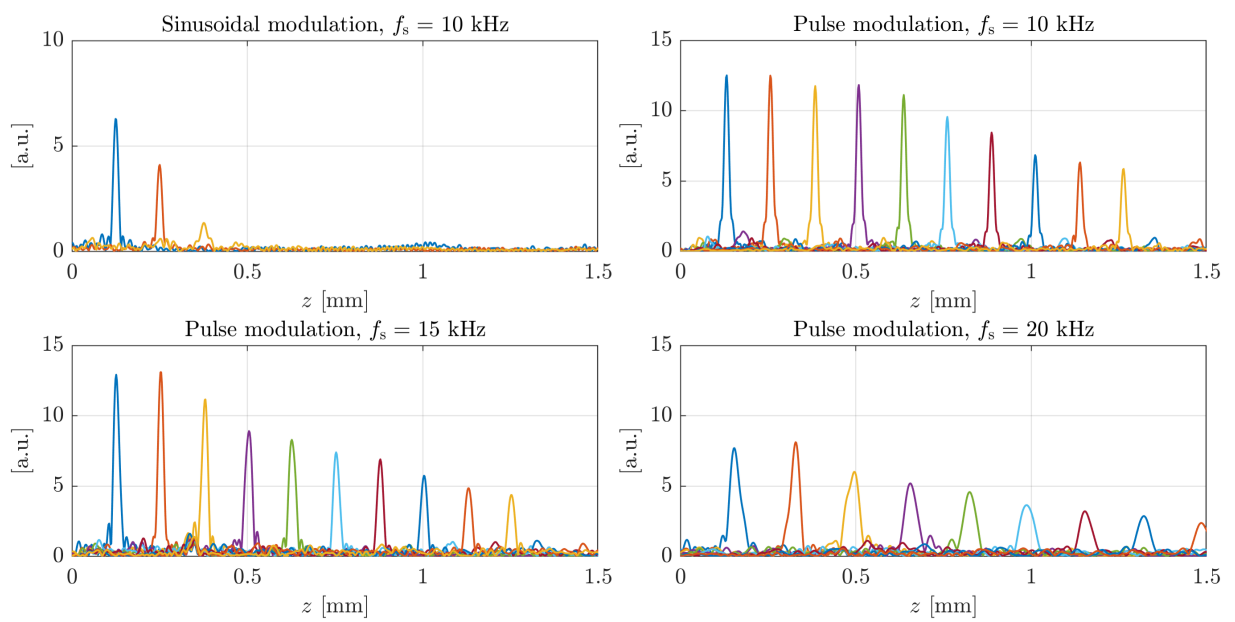 Sinusoidal modulation, fs = 10 kHz
10
5
0
[a.u.]
0 0.5 1 1.5
z [mm]
Pulse modulation, fs = 10 kHz
15
10
5
0
[a.u.]
0 0.5 1 1.5
z [mm]
Pulse modulation, fs = 15 kHz
15
10
5
0
[a.u.]
0 0.5 1 1.5
z [mm]
Pulse modulation, fs = 20 kHz
15
10
5
0
[a.u.]
0 0.5 1 1.5
z [mm]